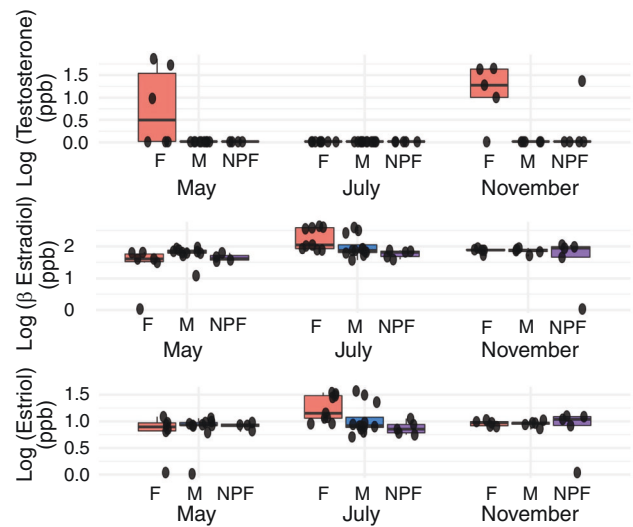 Log (Testosterone)
(ppb)
1.5
1.0
0.5
0.0
F M NPF F M NPF F M NPF
May July November
Log (β Estradiol)
(ppb)
2
1
0
F M NPF F M NPF F M NPF
May July November
Log (Estriol)
(ppb)
1.5
1.0
0.5
0.0
F M NPF F M NPF F M NPF
May July November